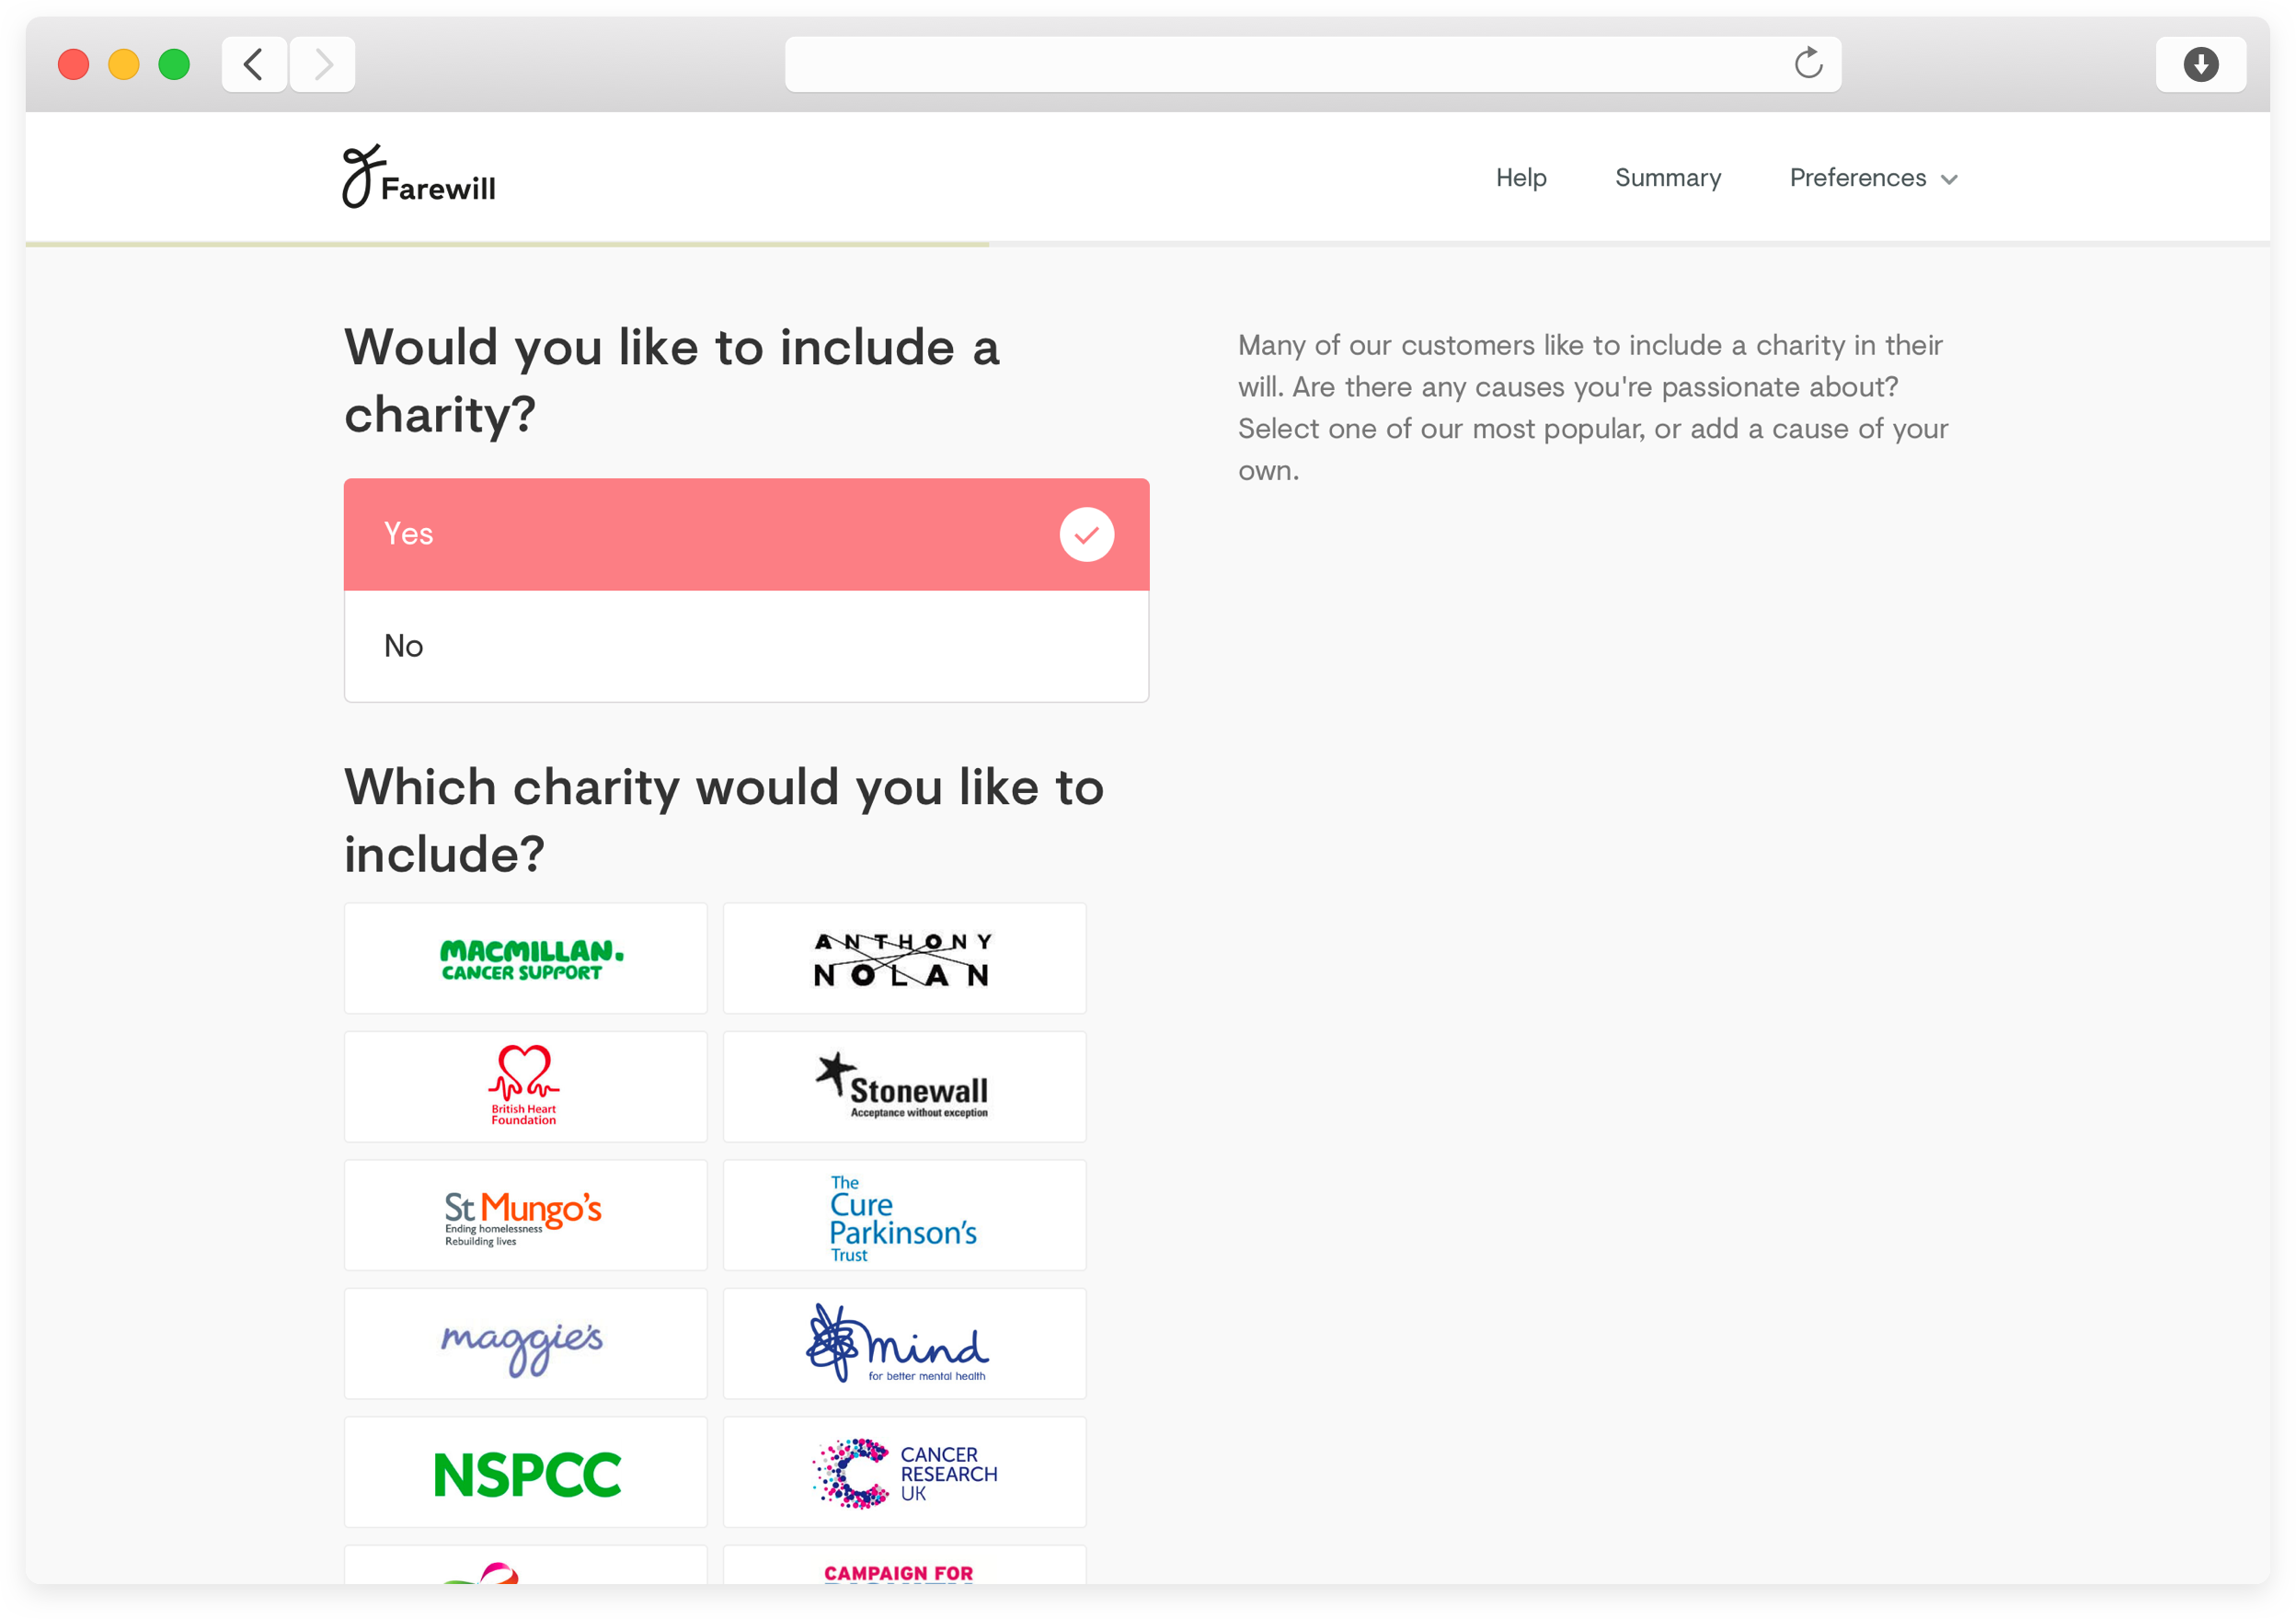 Farewill
Help
Summary
Preferences
Would you like to include a
charity?
Many of our customers like to include a charity in their
will. Are there any causes you're passionate about?
Select one of our most popular, or add a cause of your
own.
Yes
No
Which charity would you like to
include?
MACMILLAN.
CANCER SUPPORT
ANTHONY
NOLAN
British Heart
Foundation
Stonewall
Acceptance without exception
St Mungo's
Ending homelessness
Rebuilding lives
The
Cure
Parkinson's
Trust
maggie's
mind
for better mental health
NSPCC
CANCER
RESEARCH
UK
CAMPAIGN FOR